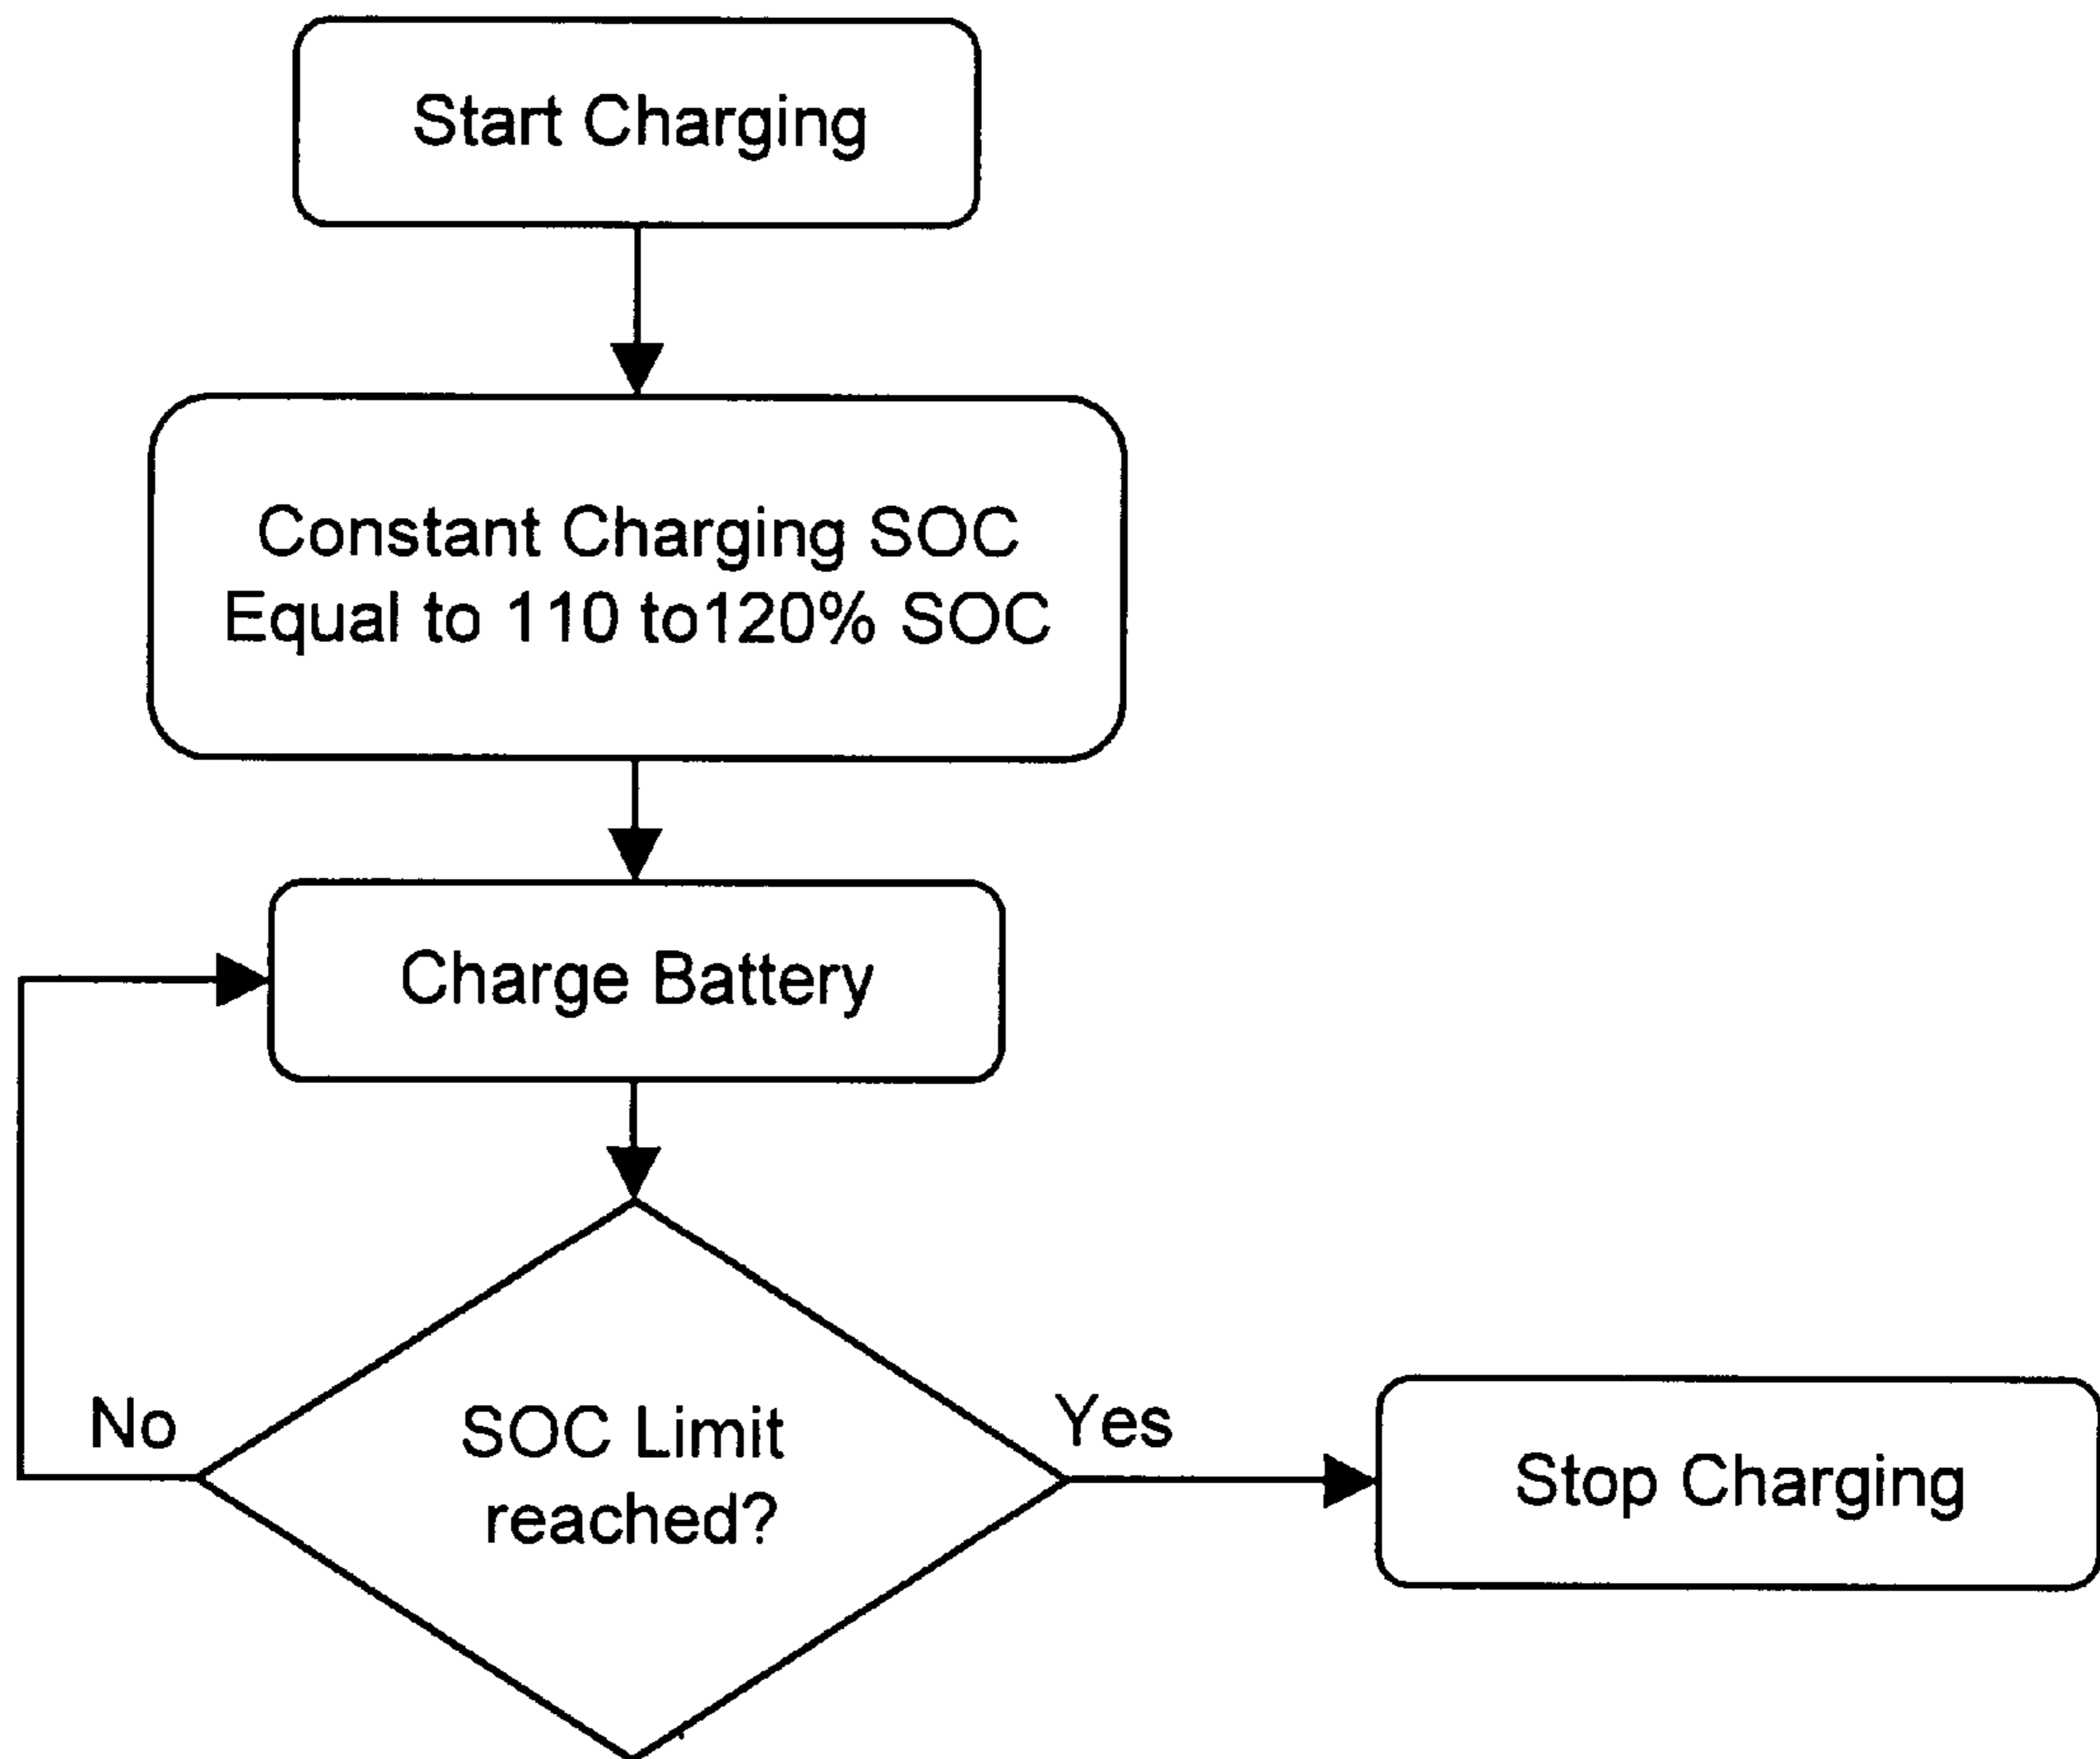 Start Charging
Constant Charging SOC
Equal to 110 to120% SOC
Charge Battery
No
SOC Limit
reached?
Yes
Stop Charging